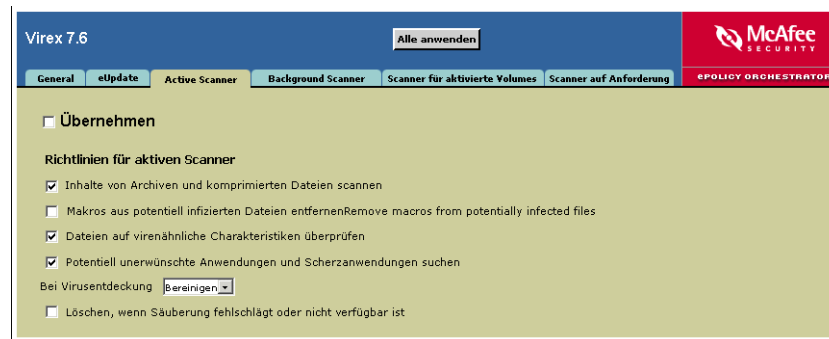 Virex 7.6
Alle anwenden
McAfee
SECURITY
General eUpdate Active Scanner Background Scanner Scanner für aktivierte Volumes Scanner auf Anforderung ePOLICY ORCHESTRATOR
Übernehmen
Richtlinien für aktiven Scanner
Inhalte von Archiven und komprimierten Dateien scannen
Makros aus potentiell infizierten Dateien entfernenRemove macros from potentially infected files
Dateien auf virenähnliche Charakteristiken überprüfen
Potentiell unerwünschte Anwendungen und Scherzanwendungen suchen
Bei Virusentdeckung Bereinigen
Löschen, wenn Säuberung fehlschlägt oder nicht verfügbar ist